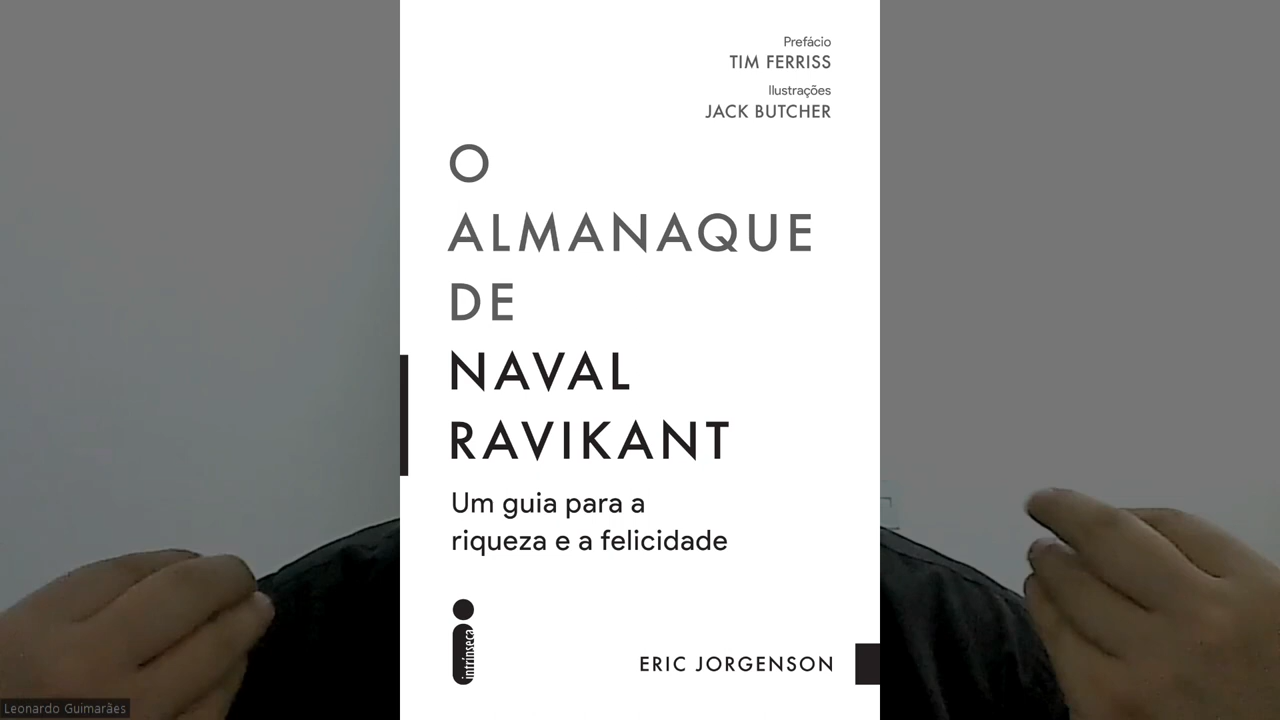 Prefácio
TIM FERRISS
Ilustrações
JACK BUTCHER
O
ALMANAQUE
DE
NAVAL
RAVIKANT
Um guia para a
riqueza e a felicidade
intrínseca
ERIC JORGENSON
Leonardo Guimarães